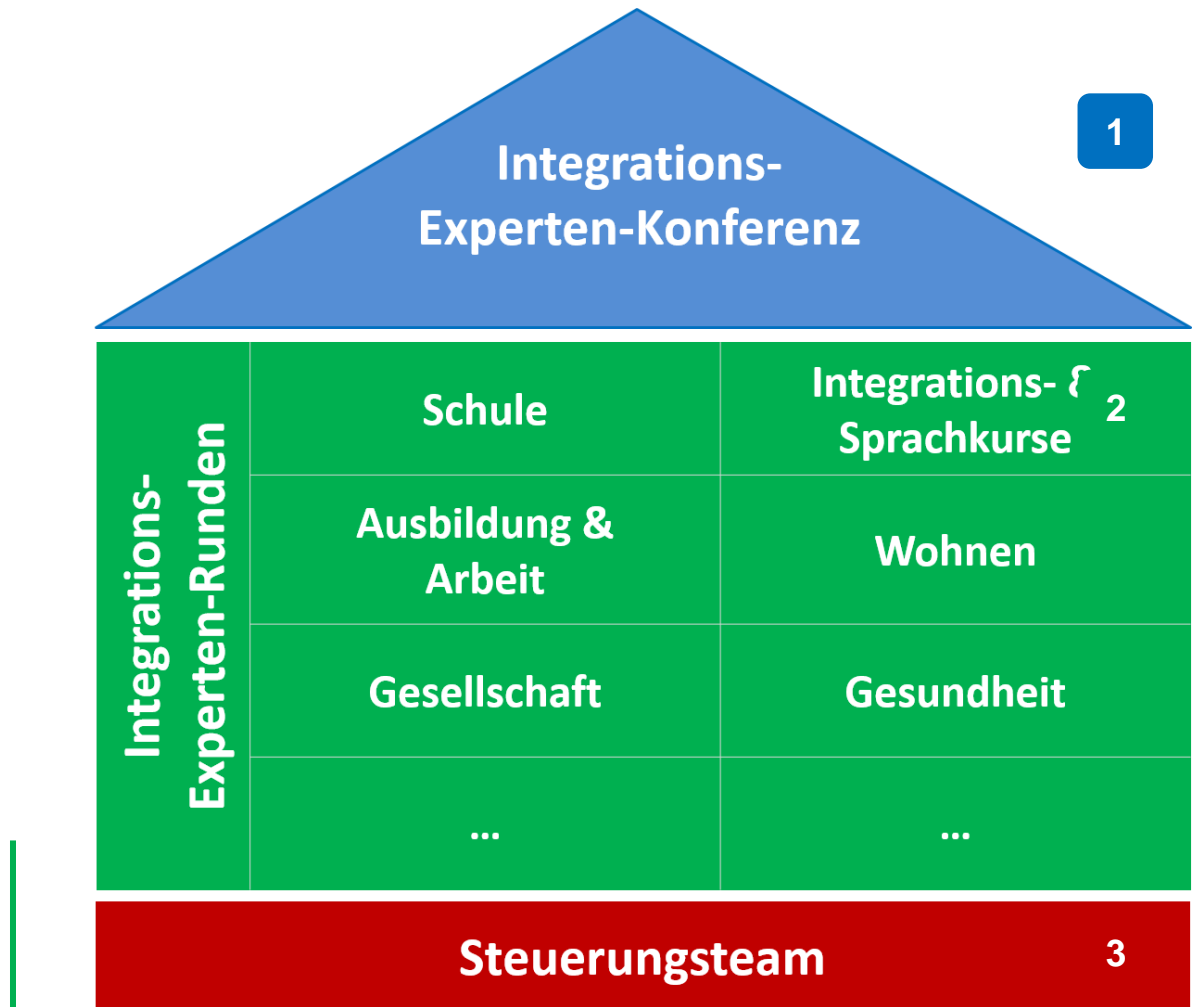 Integrations-
Experten-Konferenz
1
Integrations-
Experten-Runden
Schule
Integrations- &
Sprachkurse
2
Ausbildung &
Arbeit
Wohnen
Gesellschaft
Gesundheit
...
...
Steuerungsteam
3